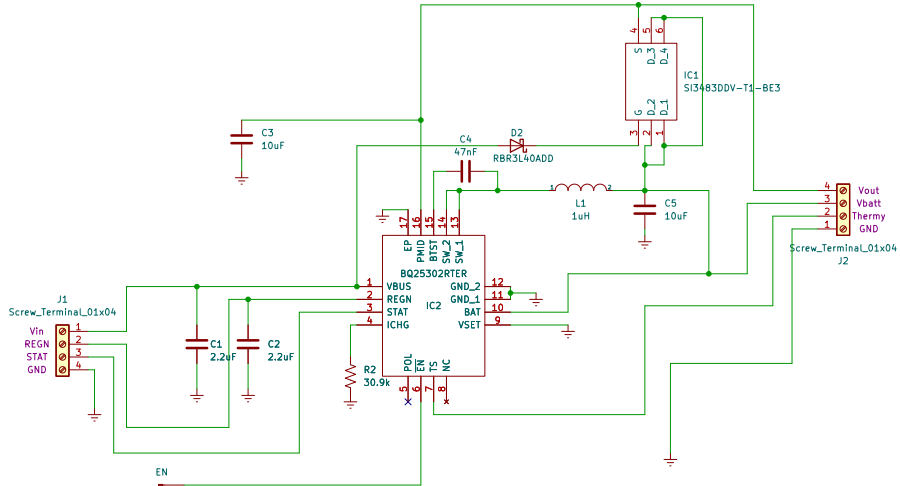 4
5
6
S
D_3
D_4
IC1
SI3483DDV-T1-BE3
G
D_2
D_1
3
2
1
C3
10uF
D2
RBR3L40ADD
C4
47nF
1
2
L1
1uH
C5
10uF
4
Vout
3
Vbatt
2
Thermy
1
GND
Screw_Terminal_01x04
J2
17
16
15
14
13
EP
PMID
BTST
SW_2
SW_1
BQ25302RTER
1
VBUS
GND_2
12
2
REGN
GND_1
11
3
STAT
IC2
BAT
10
4
ICHG
VSET
9
POL
EN
TS
NC
5
6
7
8
J1
Screw_Terminal_01x04
Vin
1
REGN
2
STAT
3
GND
4
C1
2.2uF
C2
2.2uF
R2
30.9k
EN